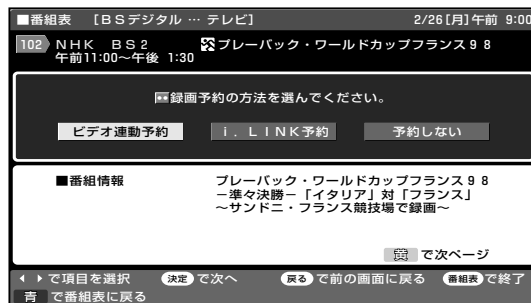 ■番組表 [BSデジタル … テレビ] 2/26[月]午前 9:00
102 NHK BS2 プレーバック・ワールドカップフランス98
午前11:00~午後 1:30
録画予約の方法を選んでください。
ビデオ連動予約 i.LINK予約 予約しない
■番組情報 プレーバック・ワールドカップフランス98
-準々決勝-「イタリア」対「フランス」
~サンドニ・フランス競技場で録画~
黄 で次ページ
で項目を選択 決定 で次へ 戻る で前の画面に戻る 番組表 で終了
青 で番組表に戻る